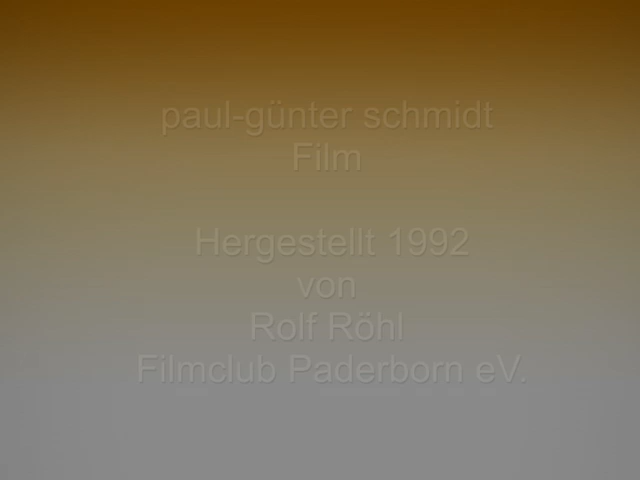 paul-günter schmidt
Film
Hergestellt 1992
von
Rolf Röhl
Filmclub Paderborn eV.